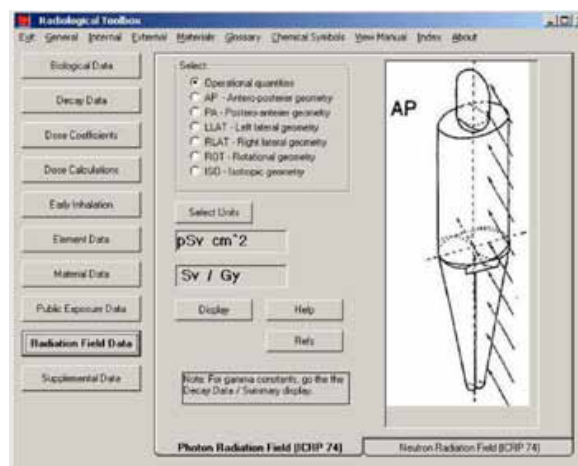 Radiological Toolbox
Exit General Internal External Materials Glossary Chemical Symbols View Manual Index About
Biological Data
Decay Data
Dose Coefficients
Dose Calculations
Early Inhalation
Element Data
Material Data
Public Exposure Data
Radiation Field Data
Supplemental Data
Select:
Operational quantities
AP - Antero-posterior geometry
PA - Postero-anterior geometry
LLAT - Left lateral geometry
RLAT - Right lateral geometry
ROT - Rotational geometry
ISO - Isotropic geometry
Select Units
pSv cm^2
Sv / Gy
Display
Help
Refs
Note: For gamma constants, go the the
Decay Data / Summary display.
AP
Photon Radiation Field (ICRP 74)
Neutron Radiation Field (ICRP 74)